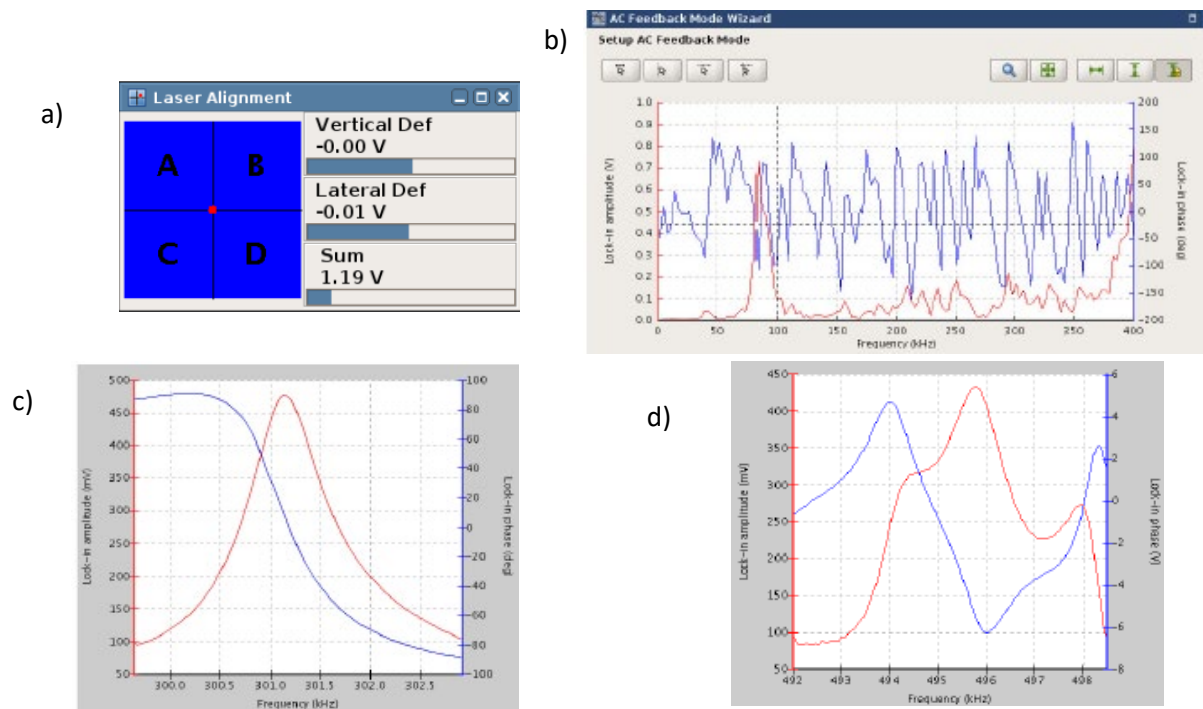 a)
Laser Alignment
A B
C D
Vertical Def
-0.00 V
Lateral Def
-0.01 V
Sum
1.19 V
b)
AC Feedback Mode Wizard
Setup AC Feedback Mode
Lock-in amplitude (V)
1.0
0.9
0.8
0.7
0.6
0.5
0.4
0.3
0.2
0.1
0.0
0 50 100 150 200 250 300 350 400
Frequency (kHz)
200
150
100
50
0
-50
-100
-150
-200
Lock-in phase (deg)
c)
Lock-in amplitude (mV)
500
450
400
350
300
250
200
150
100
50
300.0 300.5 301.0 301.5 302.0 302.5
Frequency (kHz)
100
80
60
40
20
0
-20
-40
-60
-80
-100
Lock-in phase (deg)
d)
Lock-in amplitude (mV)
450
400
350
300
250
200
150
100
50
492 493 494 495 496 497 498
Frequency (kHz)
6
4
2
0
-2
-4
-6
-8
Lock-in phase (V)